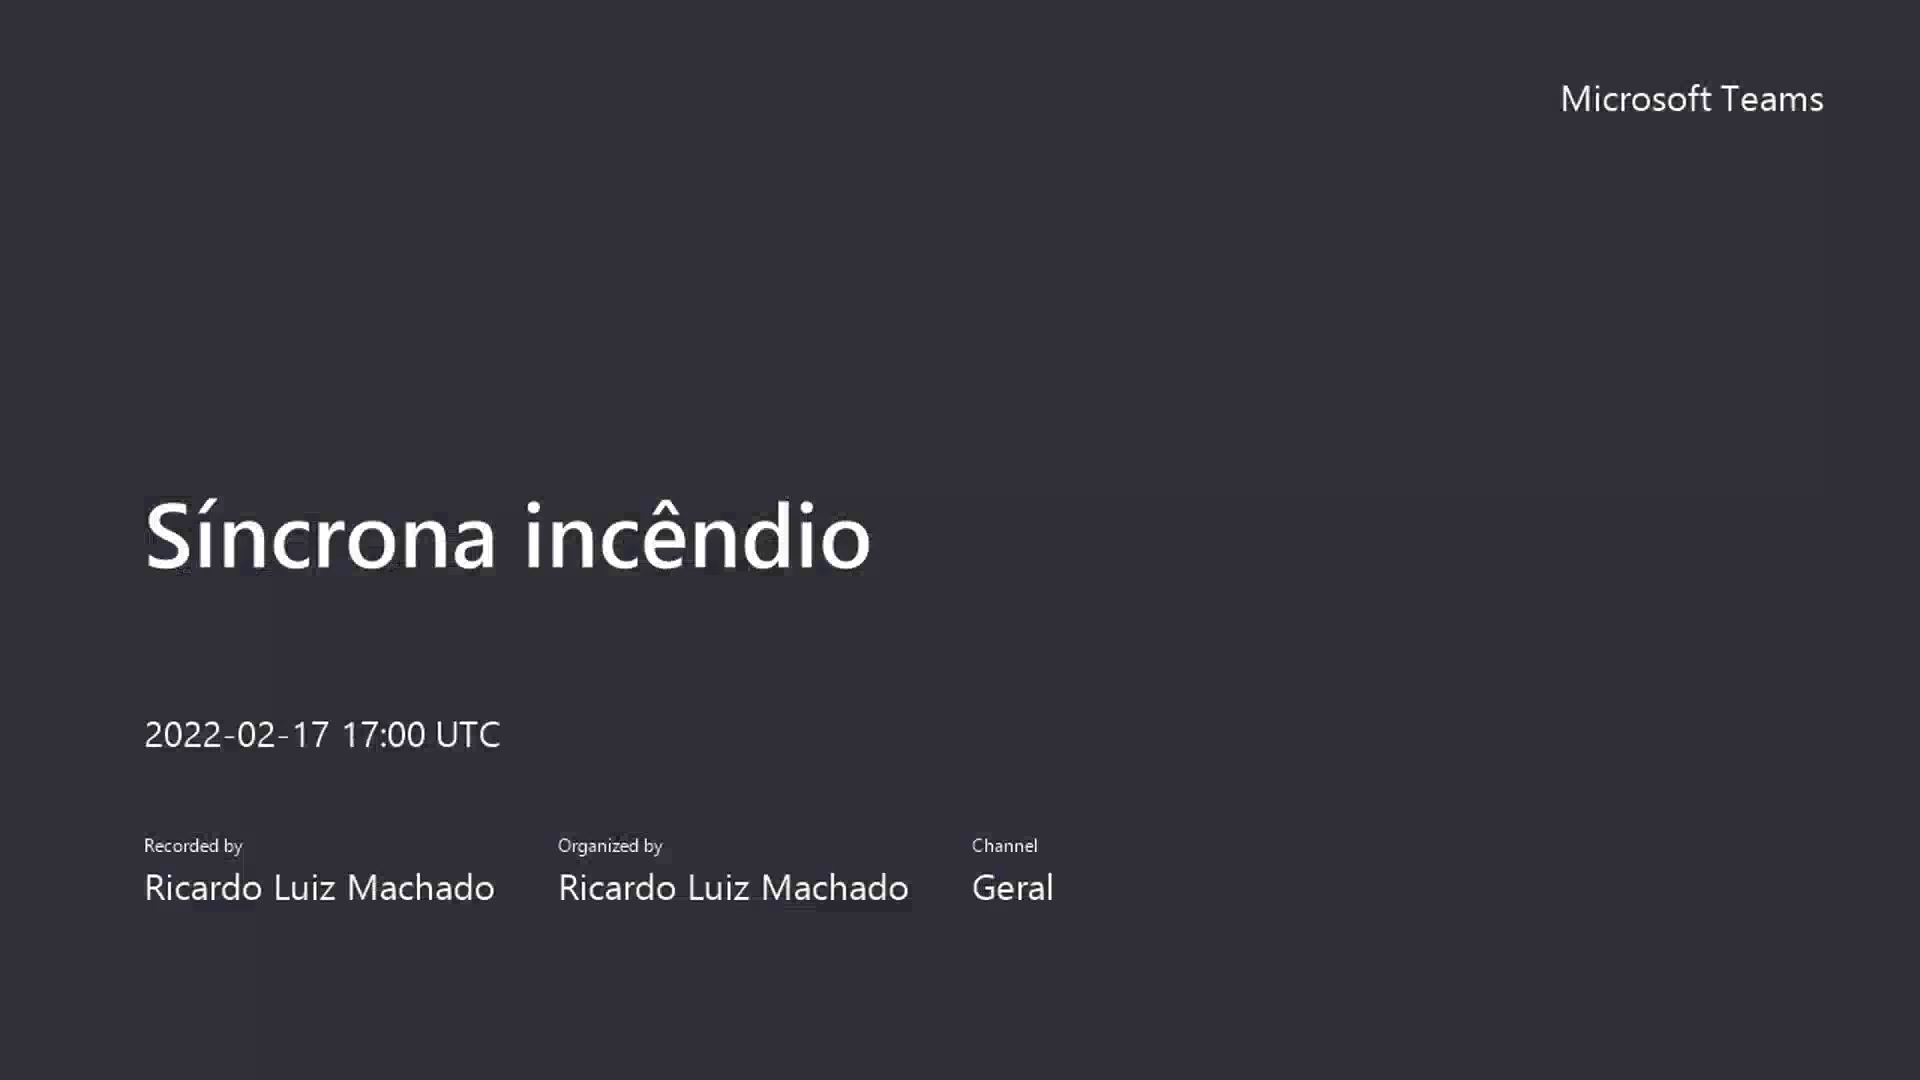 Microsoft Teams
Síncrona incêndio
2022-02-17 17:00 UTC
Recorded by
Ricardo Luiz Machado
Organized by
Ricardo Luiz Machado
Channel
Geral